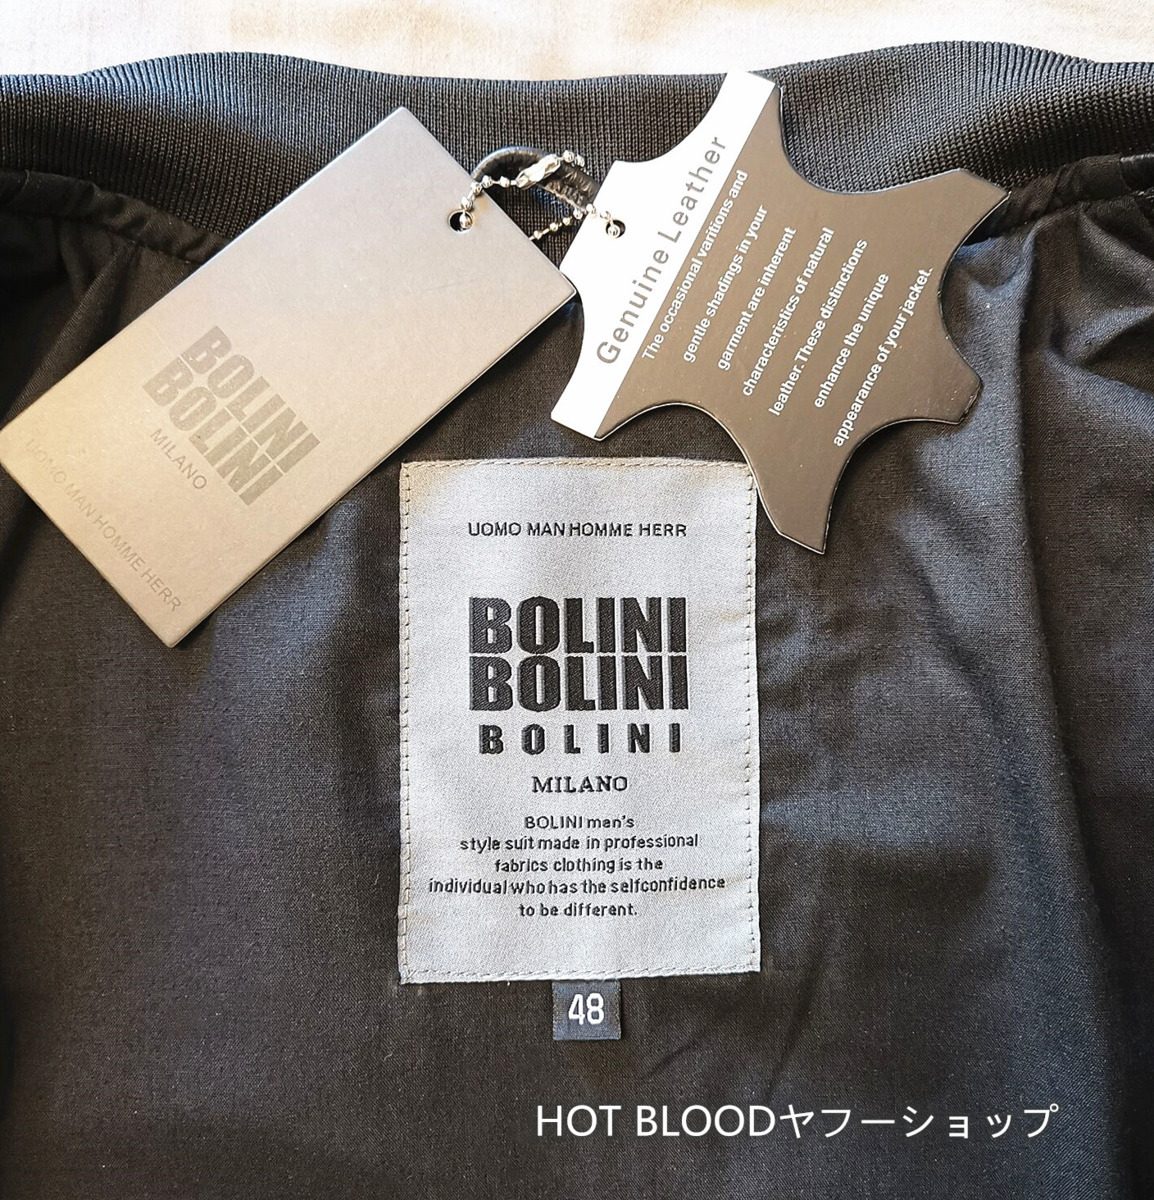 BOLINI
BOLINI
MILANO
UOMO MAN HOMME HERR
Genuine Leather
The occasional varitions and
gentle shadings in your
garment are inherent
characteristics of natural
leather. These distinctions
enhance the unique
appearance of your jacket.
UOMO MAN HOMME HERR
BOLINI
BOLINI
BOLINI
MILANO
BOLINI men's
style suit made in professional
fabrics clothing is the
individual who has the selfconfidence
to be different.
48
HOT BLOODヤフーショップ